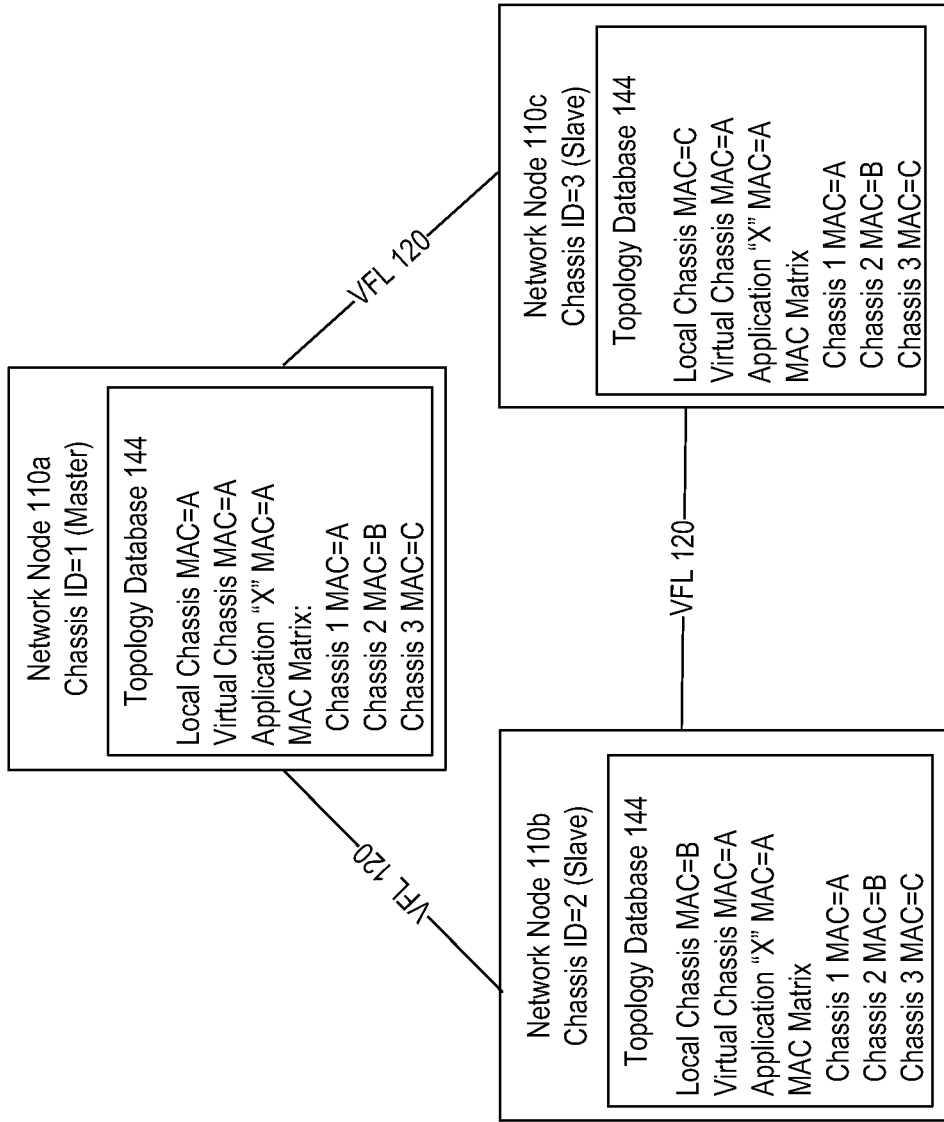 Network Node 110a
Chassis ID=1 (Master)
Topology Database 144
Local Chassis MAC=A
Virtual Chassis MAC=A
Application “X” MAC=A
MAC Matrix:
Chassis 1 MAC=A
Chassis 2 MAC=B
Chassis 3 MAC=C
VFL 120
VFL 120
Network Node 110b
Chassis ID=2 (Slave)
Topology Database 144
Local Chassis MAC=B
Virtual Chassis MAC=A
Application “X” MAC=A
MAC Matrix
Chassis 1 MAC=A
Chassis 2 MAC=B
Chassis 3 MAC=C
VFL 120
Network Node 110c
Chassis ID=3 (Slave)
Topology Database 144
Local Chassis MAC=C
Virtual Chassis MAC=A
Application “X” MAC=A
MAC Matrix
Chassis 1 MAC=A
Chassis 2 MAC=B
Chassis 3 MAC=C